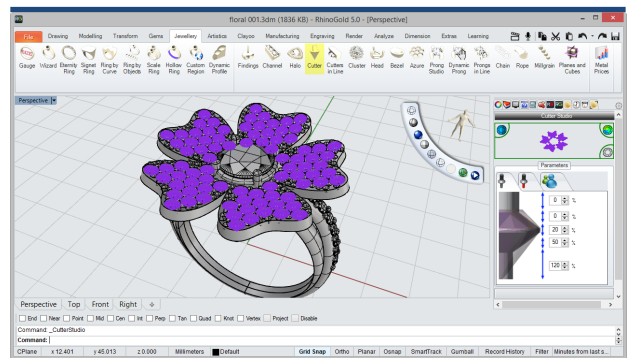 floral 001.3dm (1836 KB) - RhinoGold 5.0 - [Perspective]
File Drawing Modelling Transform Gems Jewellery Artistics Clayoo Manufacturing Engraving Curves Render Analyze Dimension Extras Learning
Gauge Wizard Eternity Ring Signet Ring Ring by Curve Ring by Objects Scale Ring Hollow Ring Custom Region Dynamic Profile Findings Channel Halo Cutter Cutters in Line Cluster Head Bezel Azure Prong Studio Dynamic Prong Prongs in Line Chain Rope Millgrain Planes and Cuties Metal Prices
Perspective
Cutter Studio
Parameters
0 %
0 %
20 %
50 %
120 %
Perspective Top Front Right
End Near Point Mid Cen Int Perp Tan Quad Knot Vertex Project Disable
Command: _CutterStudio
Command:
CPlane x 12.401 y 45.013 z 0.000 Millimeters Default Grid Snap Ortho Planar Osnap SmartTrack Gumball Record History Filter Minutes from last s...